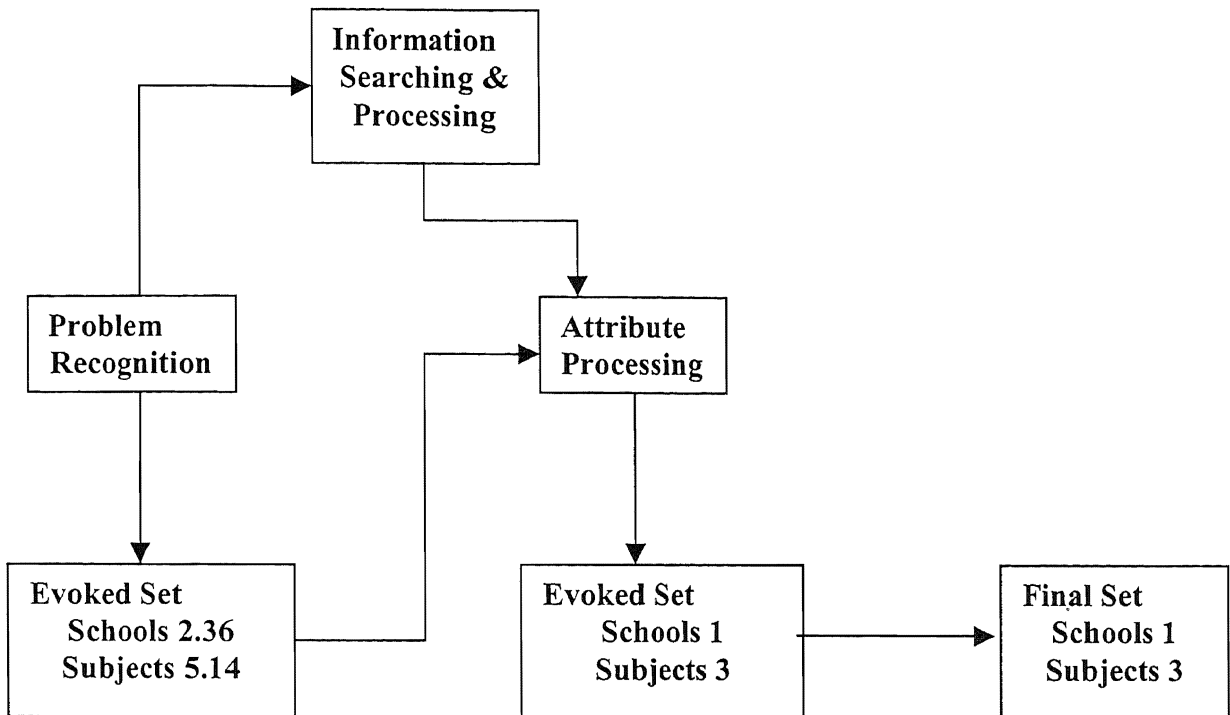 Information
Searching &
Processing
Problem
Recognition
Attribute
Processing
Evoked Set
Schools 2.36
Subjects 5.14
Evoked Set
Schools 1
Subjects 3
Final Set
Schools 1
Subjects 3